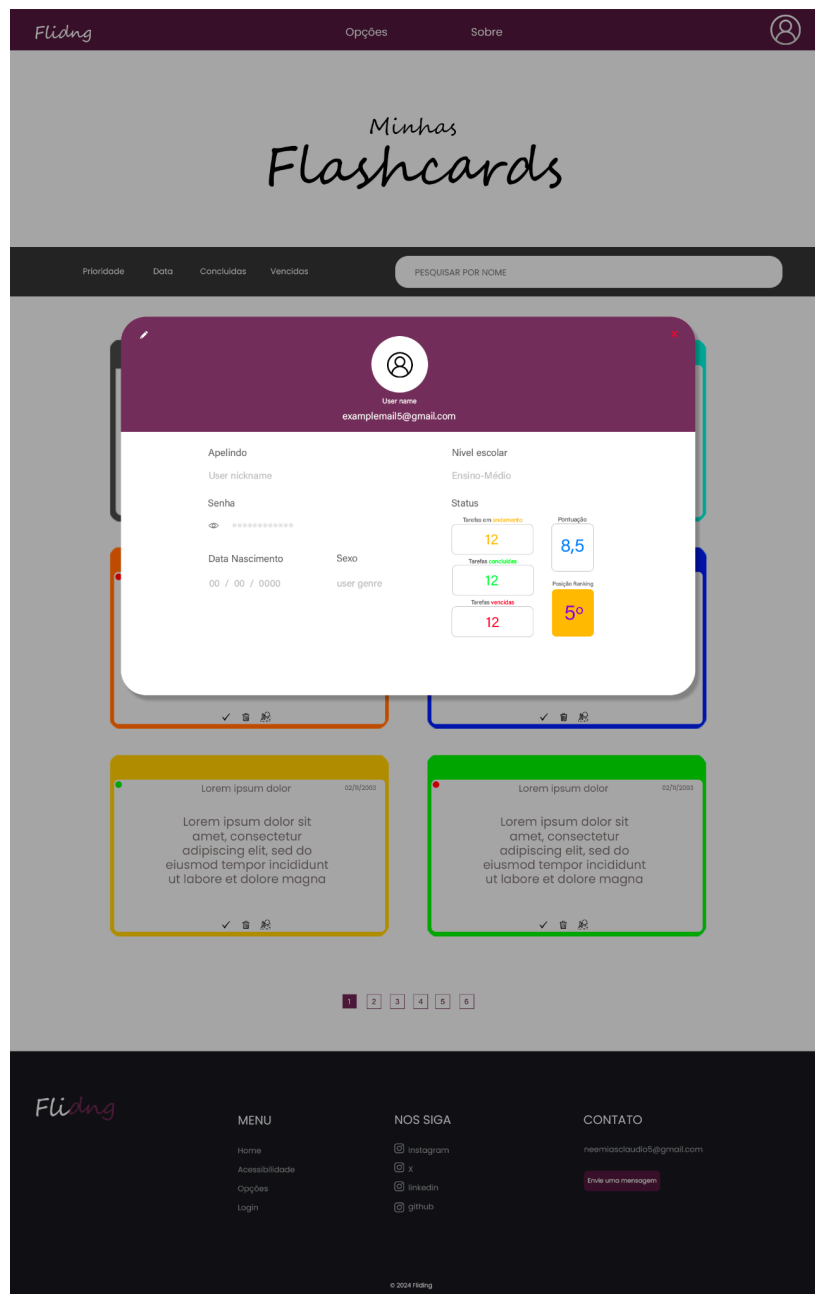 Flidng
Opções
Sobre
Minhas
Flashcards
Prioridade
Data
Concluidas
Vencidas
PESQUISAR POR NOME
User name
examplemail5@gmail.com
Apelindo
User nickname
Senha
************
Data Nascimento
Sexo
00 / 00 / 0000
user genre
Nivel escolar
Ensino-Médio
Status
Tarefas em andamento
12
Tarefas concluidas
12
Tarefas vencidas
12
Pontuação
8,5
Posição Ranking
5º
Lorem ipsum dolor
02/11/2003
Lorem ipsum dolor sit
amet, consectetur
adipiscing elit, sed do
eiusmod tempor incididunt
ut labore et dolore magna
Lorem ipsum dolor
02/11/2003
Lorem ipsum dolor sit
amet, consectetur
adipiscing elit, sed do
eiusmod tempor incididunt
ut labore et dolore magna
1 2 3 4 5 6
Flidng
MENU
Home
Acessibilidade
Opções
Login
NOS SIGA
instagram
X
linkedin
github
CONTATO
neemiasclaudio5@gmail.com
Envie uma mensagem
© 2024 Fliding